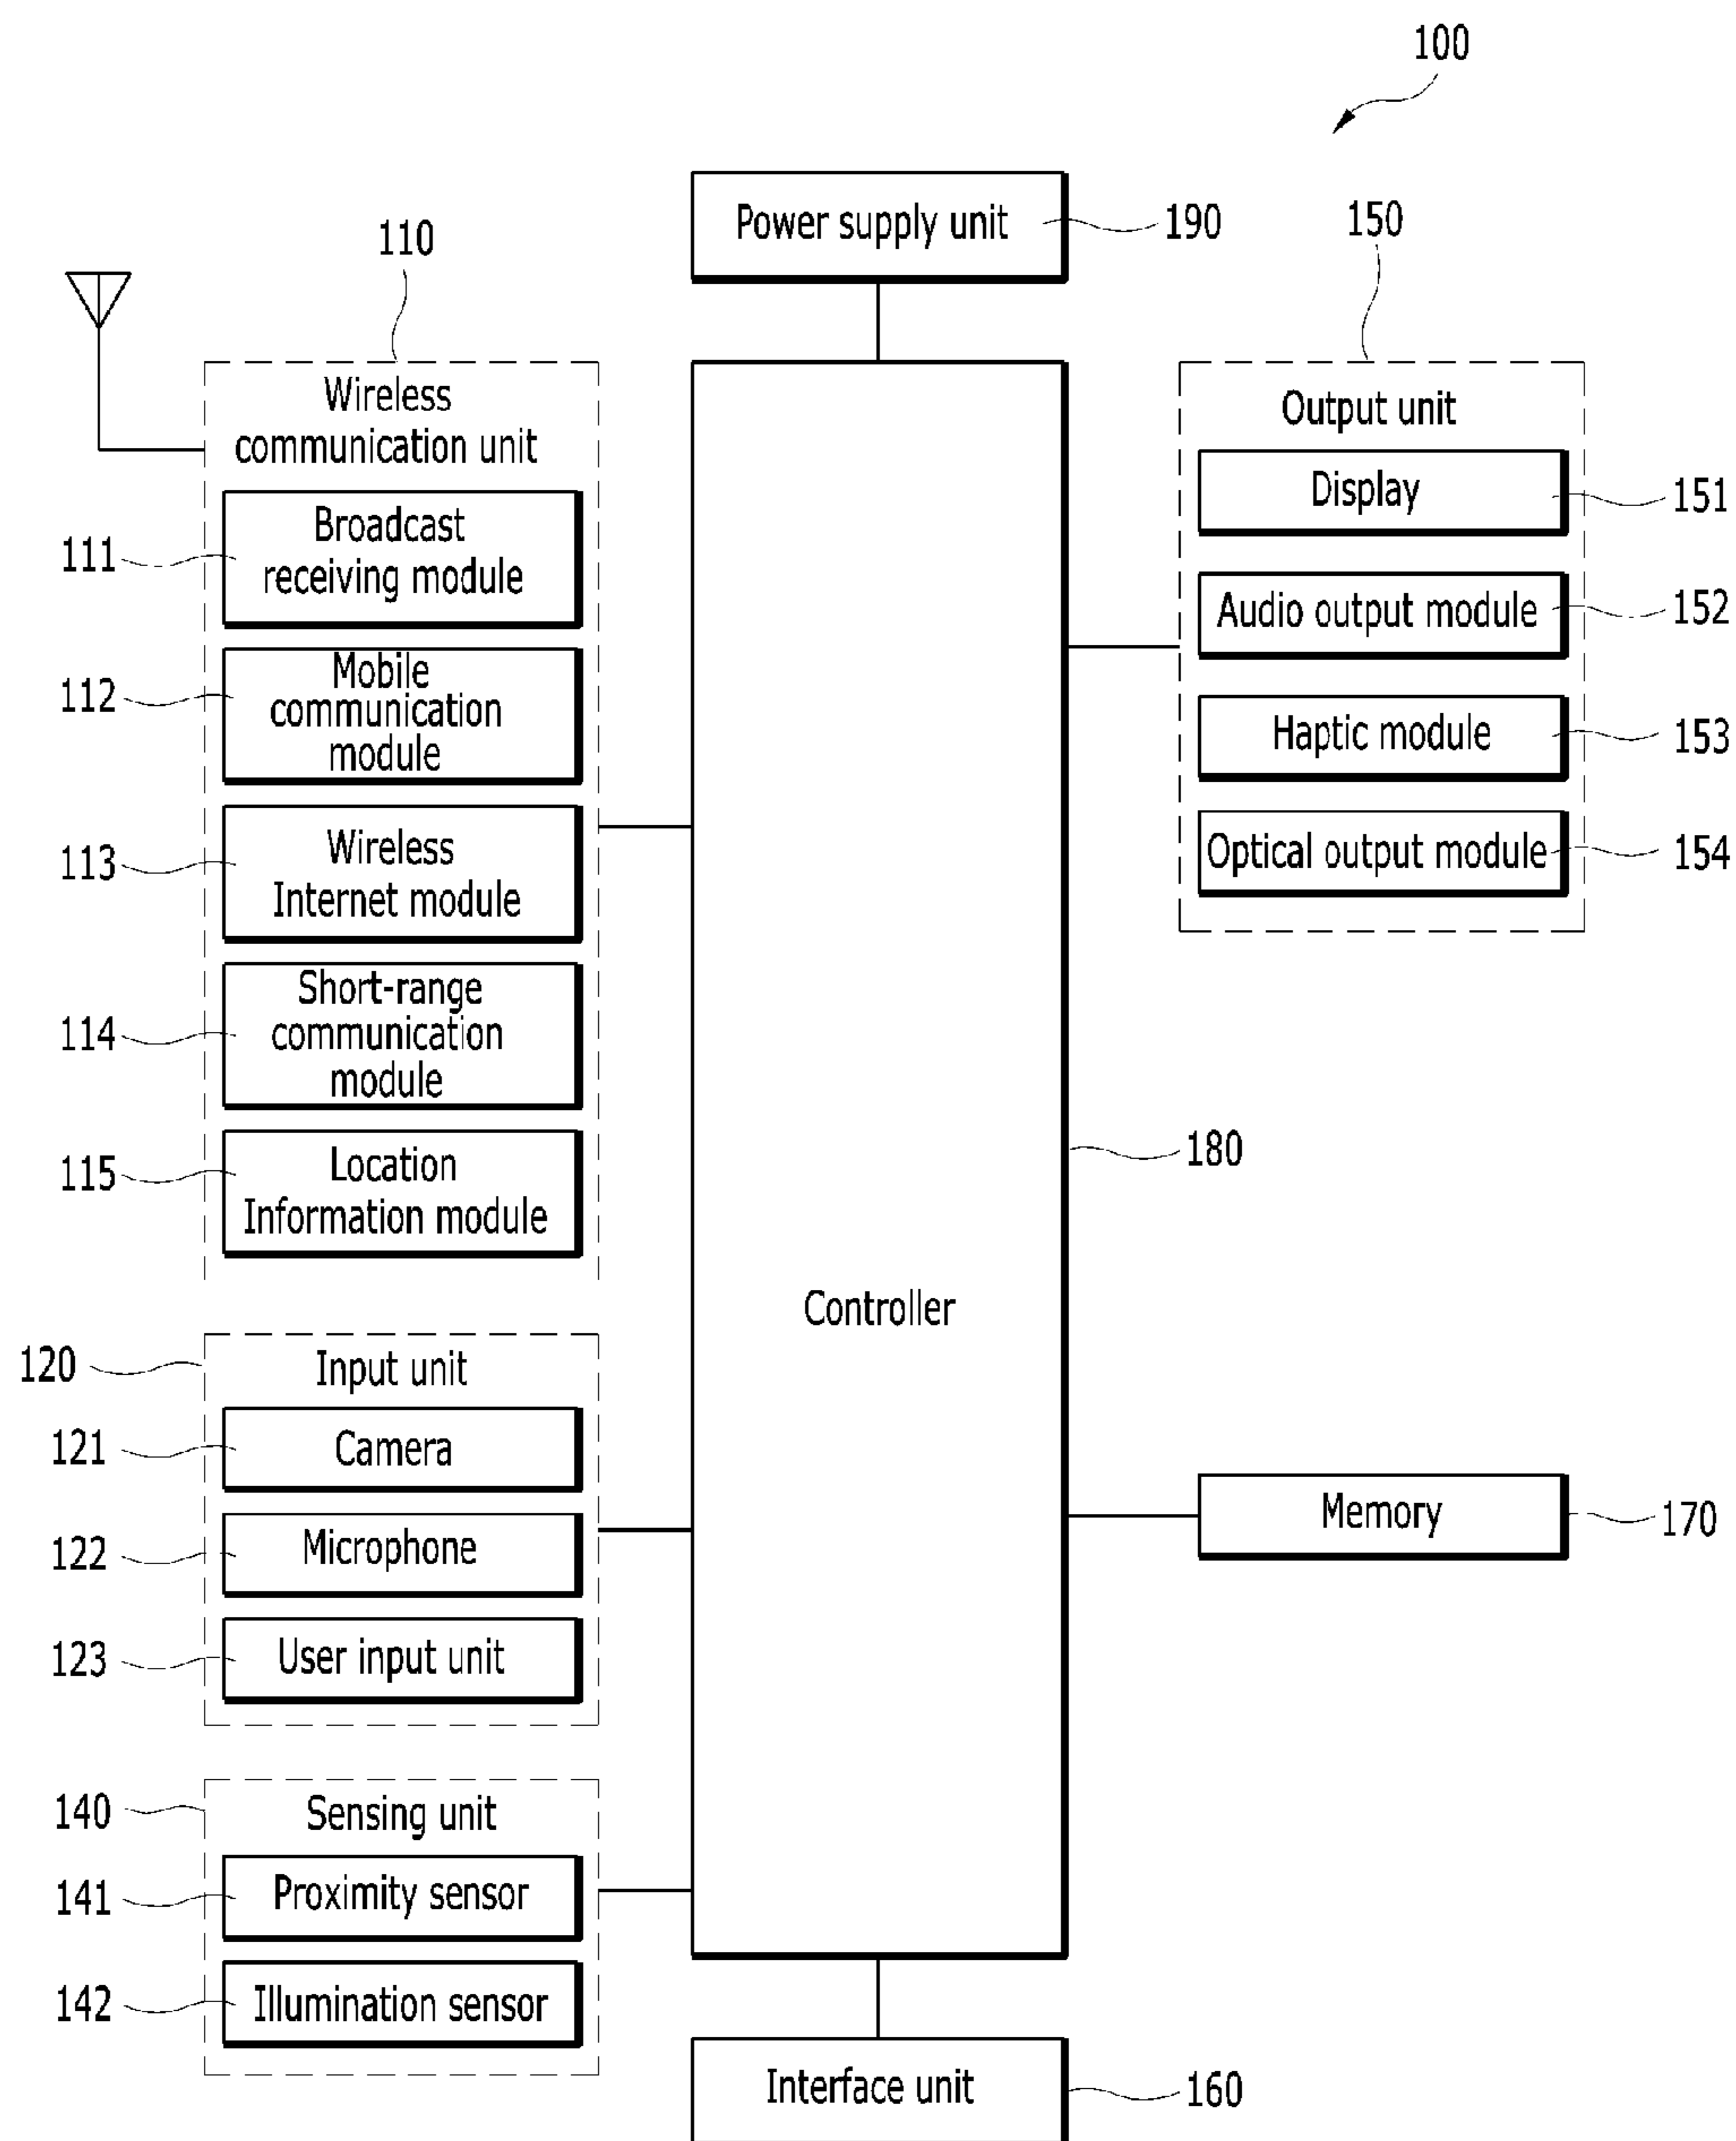 100
Power supply unit
190
110
Wireless
communication unit
111
Broadcast
receiving module
112
Mobile
communication
module
113
Wireless
Internet module
114
Short-range
communication
module
115
Location
Information module
120
Input unit
121
Camera
122
Microphone
123
User input unit
140
Sensing unit
141
Proximity sensor
142
Illumination sensor
Controller
180
150
Output unit
Display
151
Audio output module
152
Haptic module
153
Optical output module
154
Memory
170
Interface unit
160